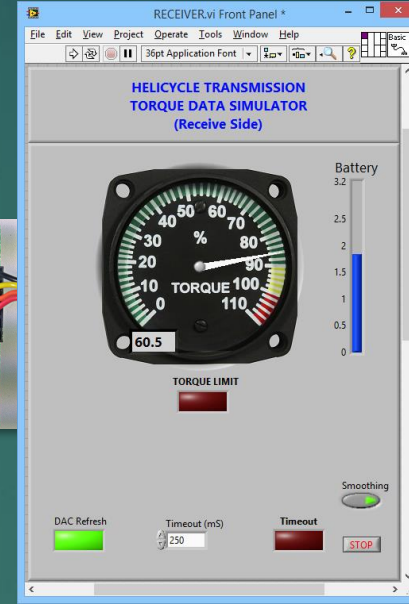 RECEIVER.vi Front Panel *
File Edit View Project Operate Tools Window Help
36pt Application Font
Basic
HELICYCLE TRANSMISSION
TORQUE DATA SIMULATOR
(Receive Side)
Battery
3.2
2.5
2
1.5
1
0.5
0
50 60
40 70
30 % 80
20 90
10 TORQUE 100
0 110
60.5
TORQUE LIMIT
Smoothing
DAC Refresh
Timeout (mS)
250
Timeout
STOP